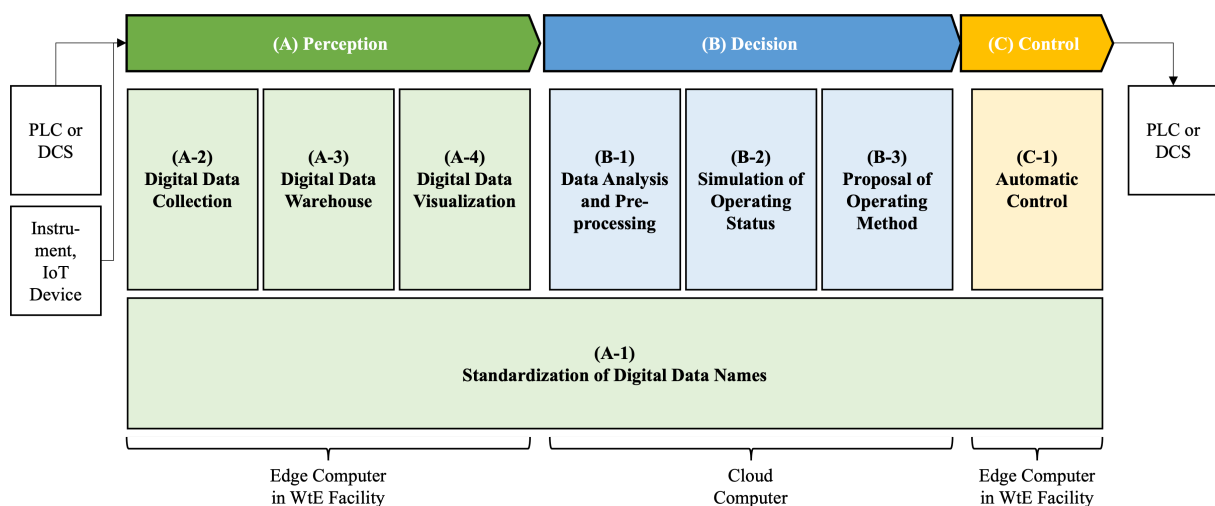 (A) Perception
(B) Decision
(C) Control
PLC or
DCS
Instru-
ment,
IoT
Device
(A-2)
Digital Data
Collection
(A-3)
Digital Data
Warehouse
(A-4)
Digital Data
Visualization
(B-1)
Data Analysis
and Pre-
processing
(B-2)
Simulation of
Operating
Status
(B-3)
Proposal of
Operating
Method
(C-1)
Automatic
Control
PLC or
DCS
(A-1)
Standardization of Digital Data Names
Edge Computer
in WtE Facility
Cloud
Computer
Edge Computer
in WtE Facility